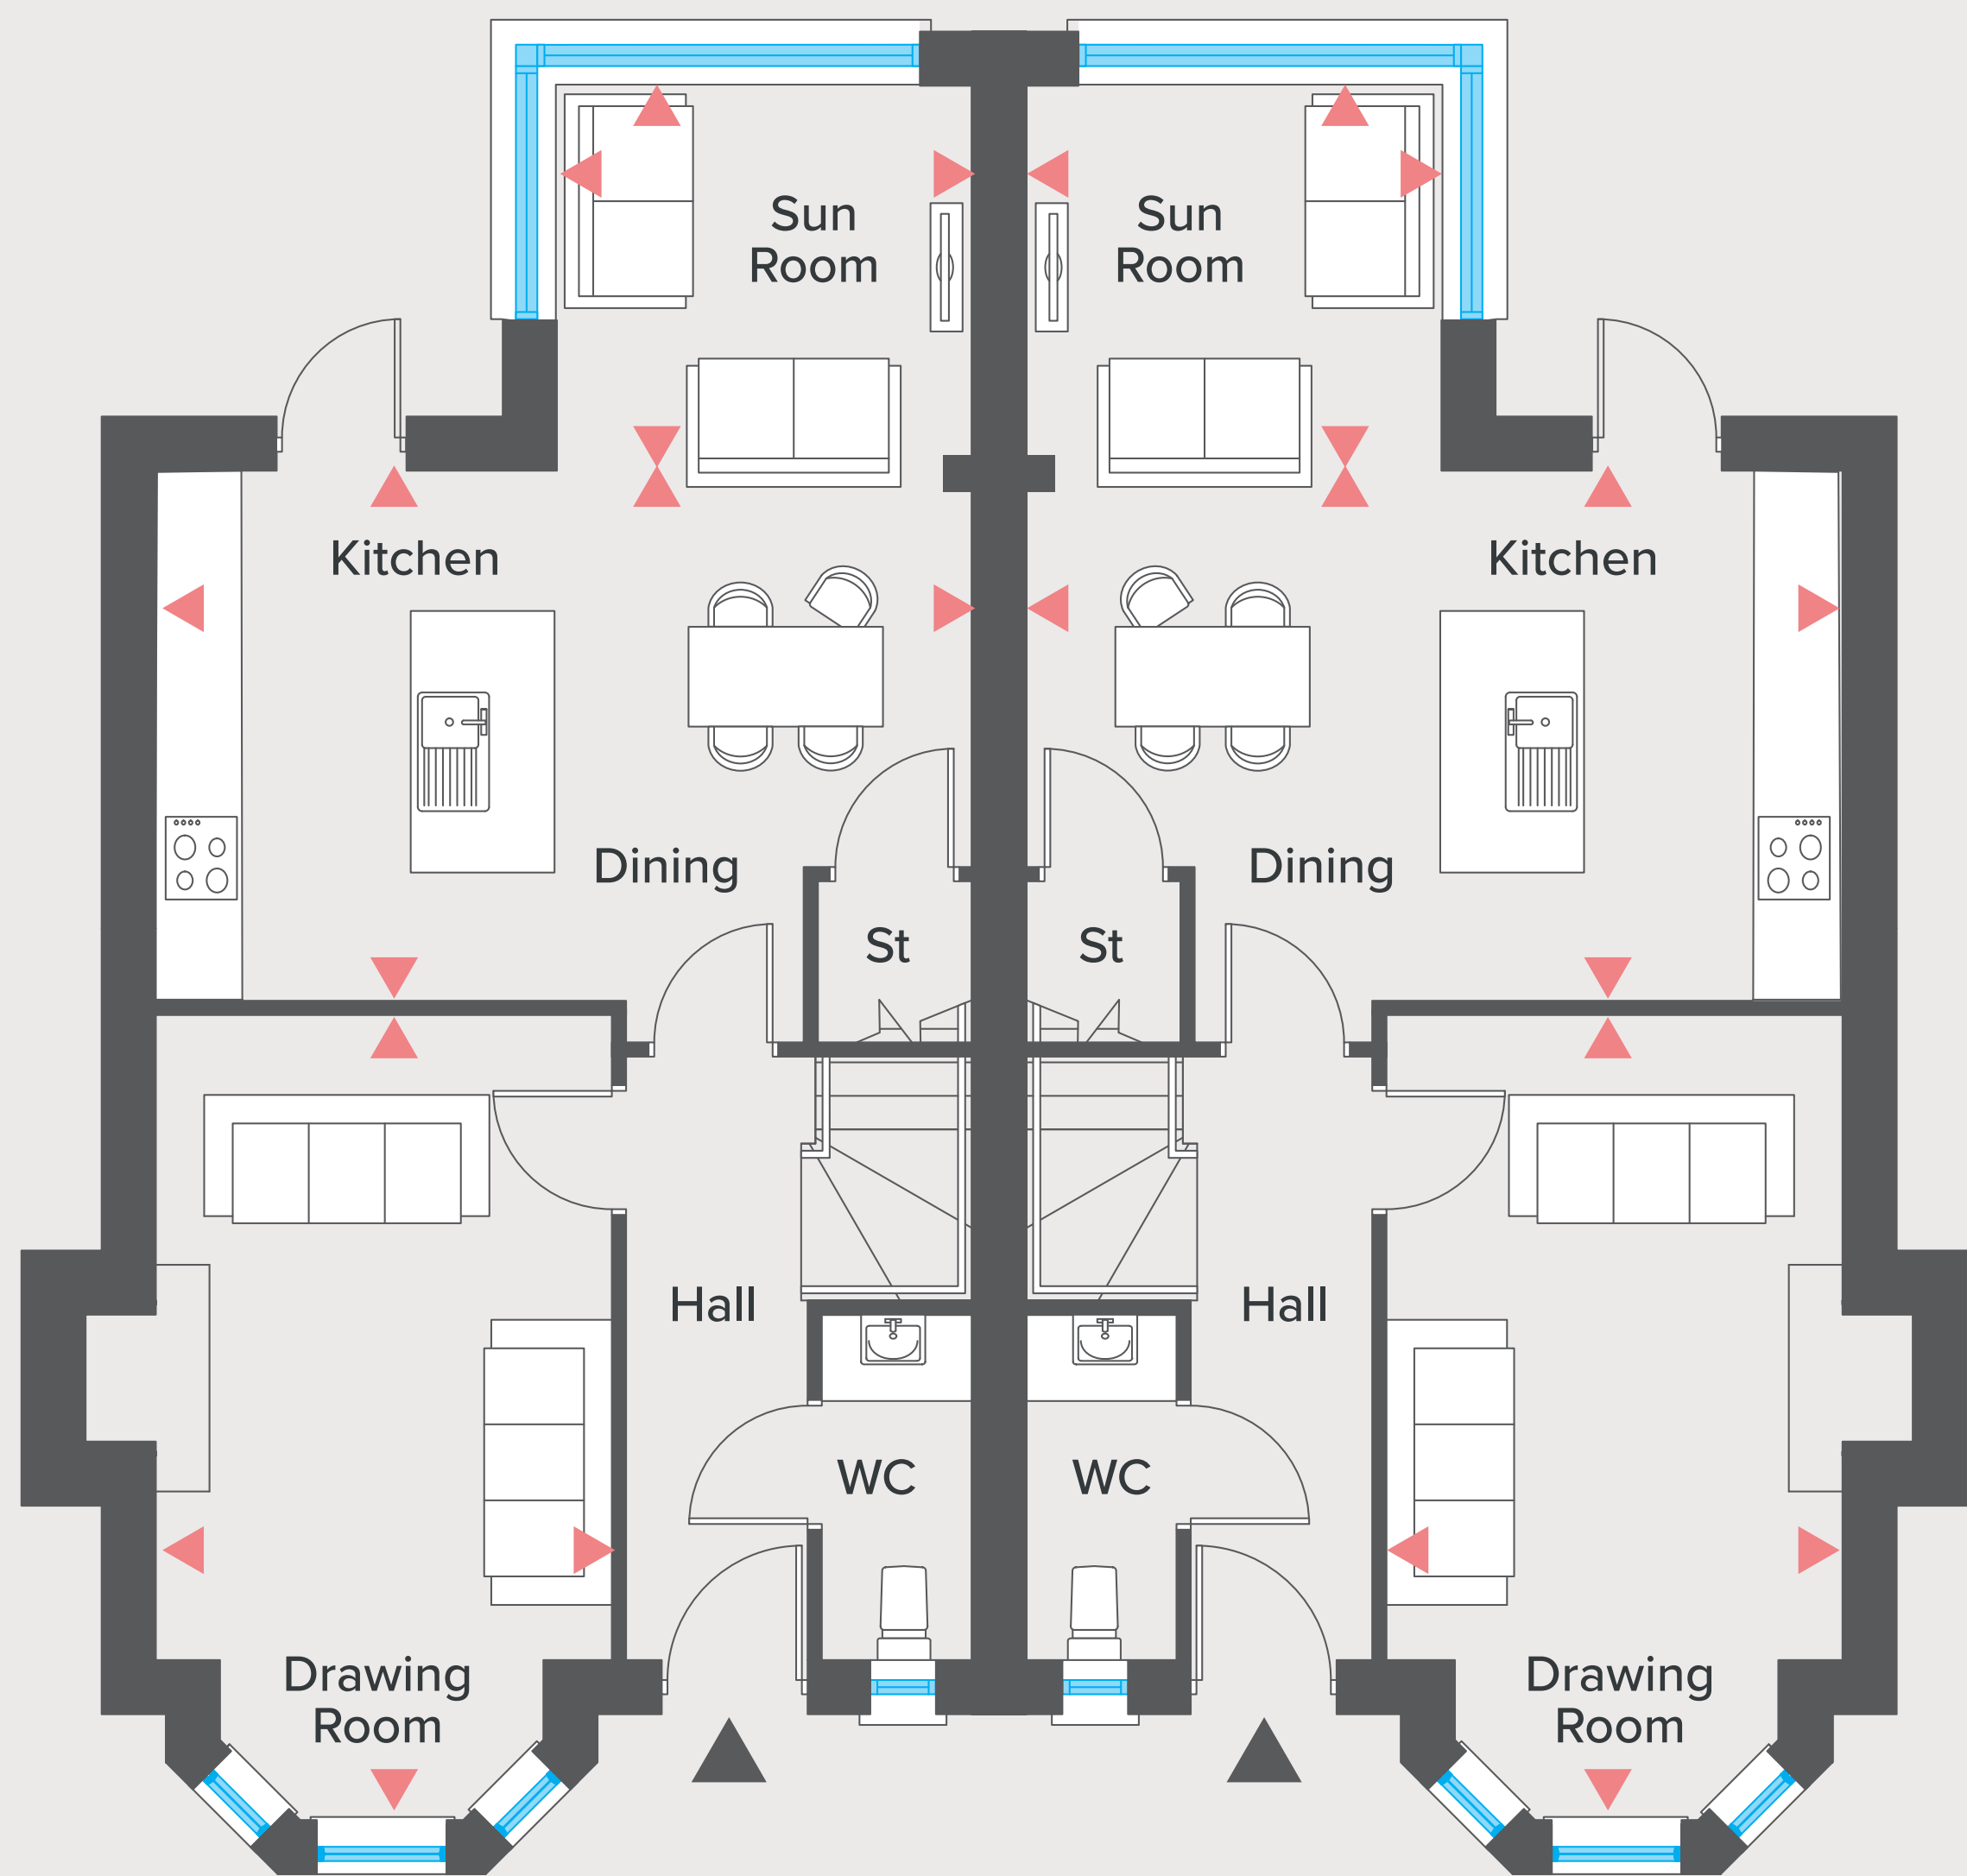 Sun
Room
Sun
Room
Kitchen
Kitchen
Dining
Dining
St
St
Hall
Hall
WC
WC
Drawing
Room
Drawing
Room